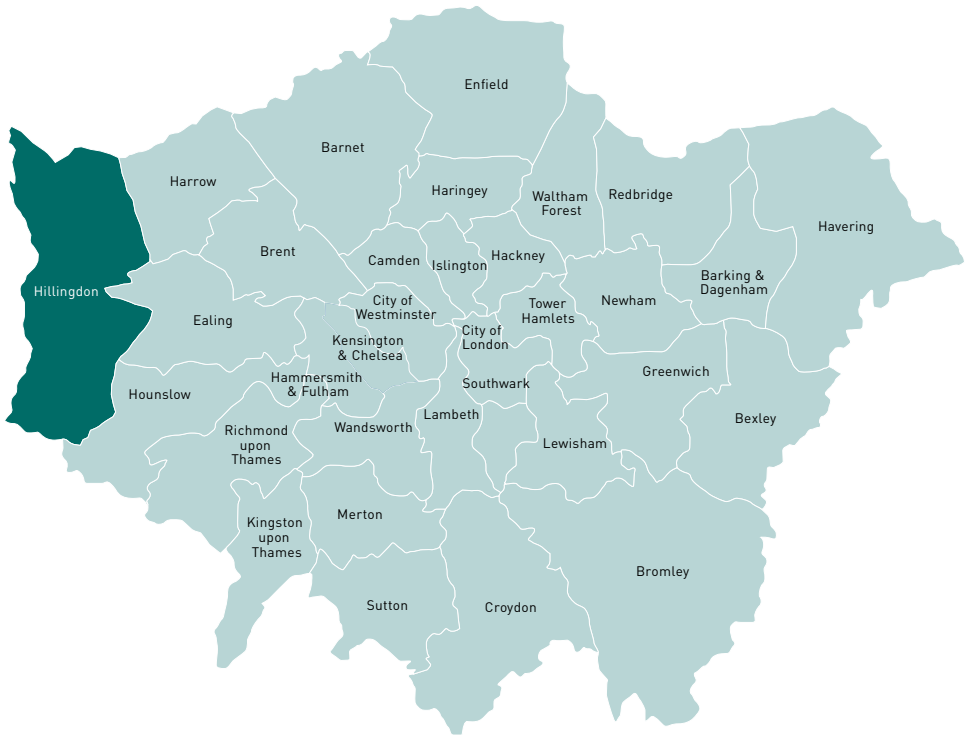 Enfield
Barnet
Harrow
Haringey
Waltham
Forest
Redbridge
Havering
Brent
Camden
Islington
Hackney
Barking &
Dagenham
Hillingdon
City of
Westminster
Tower
Hamlets
Newham
Ealing
City of
London
Kensington
& Chelsea
Greenwich
Hammersmith
& Fulham
Southwark
Hounslow
Lambeth
Bexley
Wandsworth
Richmond
upon
Thames
Lewisham
Merton
Kingston
upon
Thames
Bromley
Sutton
Croydon